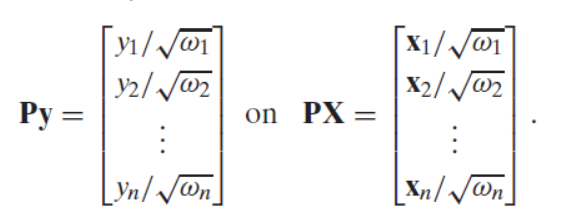 y₁/√ω₁ x₁/√ω₁
y₂/√ω₂ x₂/√ω₂
Py = ⋮ on PX = ⋮ .
yₙ/√ωₙ xₙ/√ωₙ